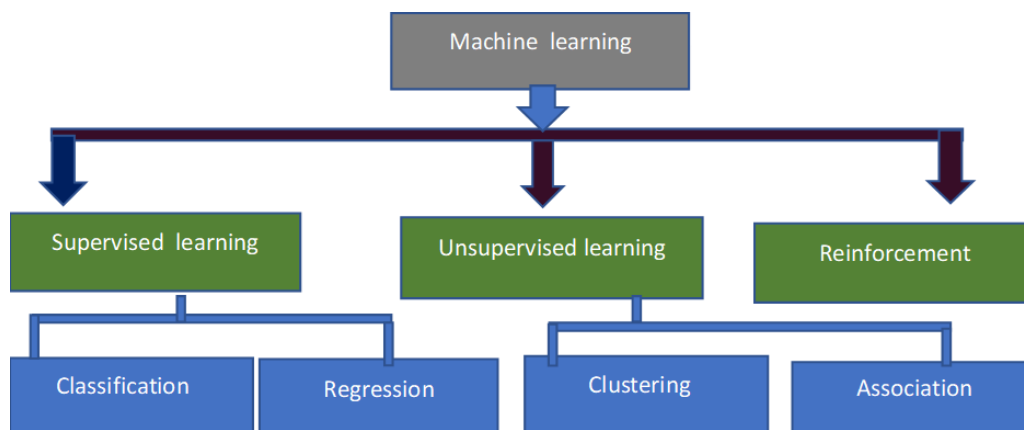 Machine learning
Supervised learning
Unsupervised learning
Reinforcement
Classification
Regression
Clustering
Association